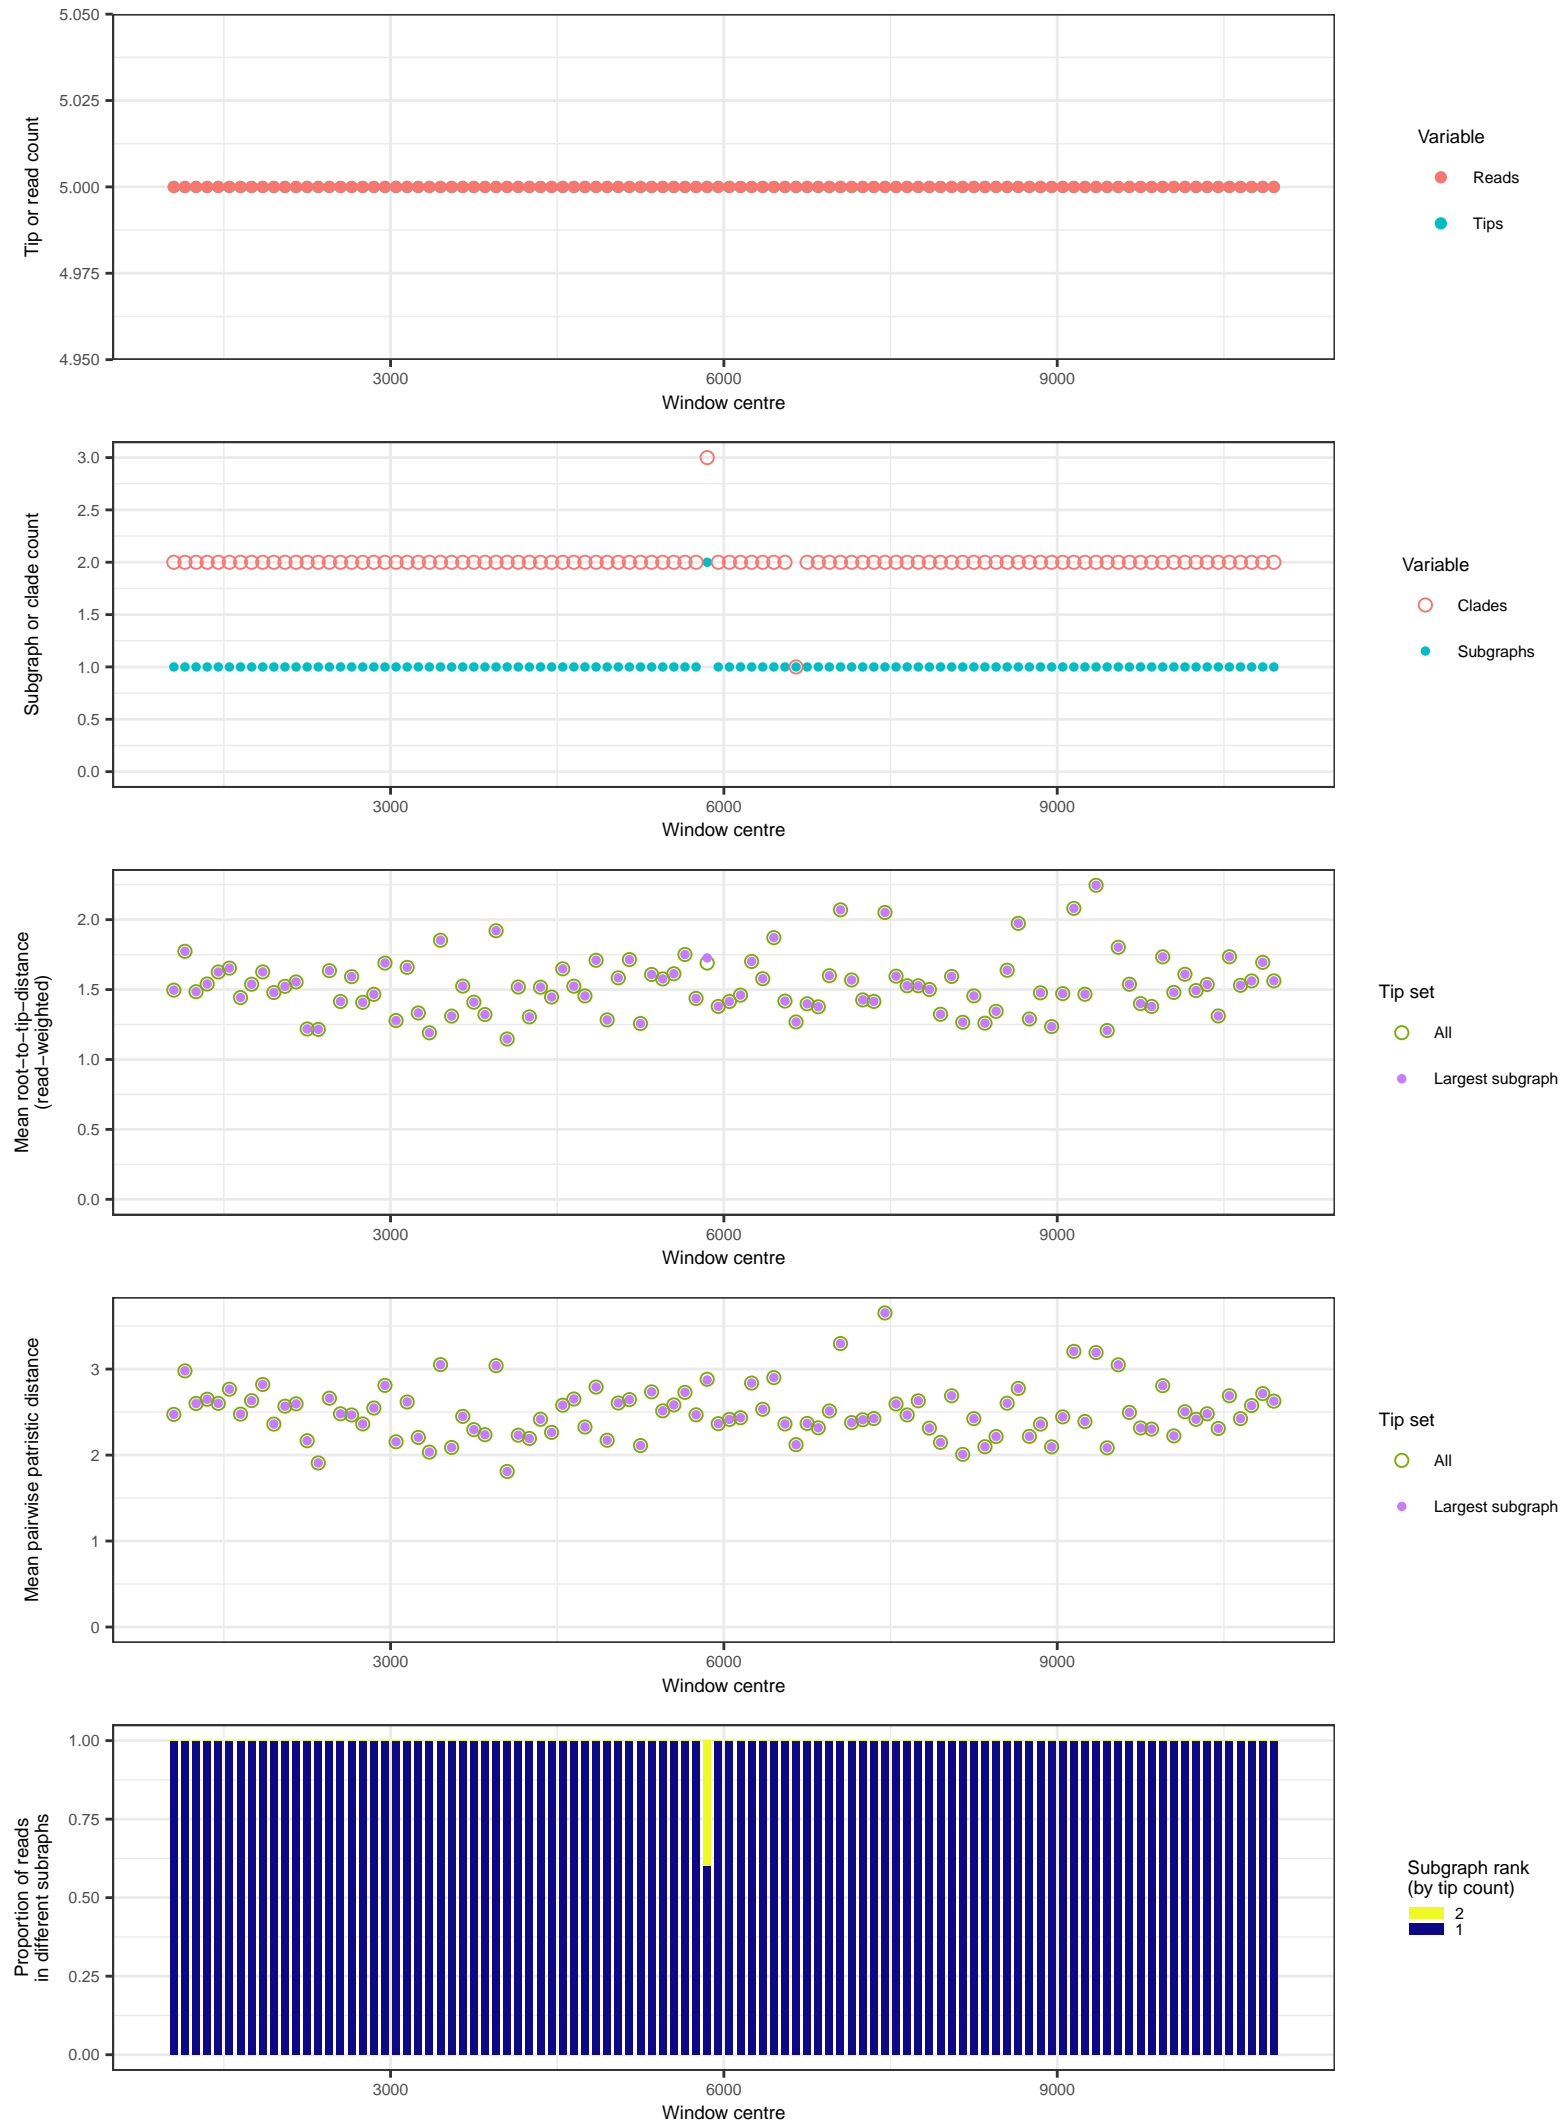 5.050
5.025
5.000
4.975
4.950
Tip or read count
3000 6000 9000
Window centre
Variable
Reads
Tips
3.0
2.5
2.0
1.5
1.0
0.5
0.0
Subgraph or clade count
3000 6000 9000
Window centre
Variable
Clades
Subgraphs
2.0
1.5
1.0
0.5
0.0
Mean root−to−tip−distance
(read−weighted)
3000 6000 9000
Window centre
Tip set
All
Largest subgraph
3
2
1
0
Mean pairwise patristic distance
3000 6000 9000
Window centre
Tip set
All
Largest subgraph
1.00
0.75
0.50
0.25
0.00
Proportion of reads
in different subraphs
3000 6000 9000
Window centre
Subgraph rank
(by tip count)
2
1